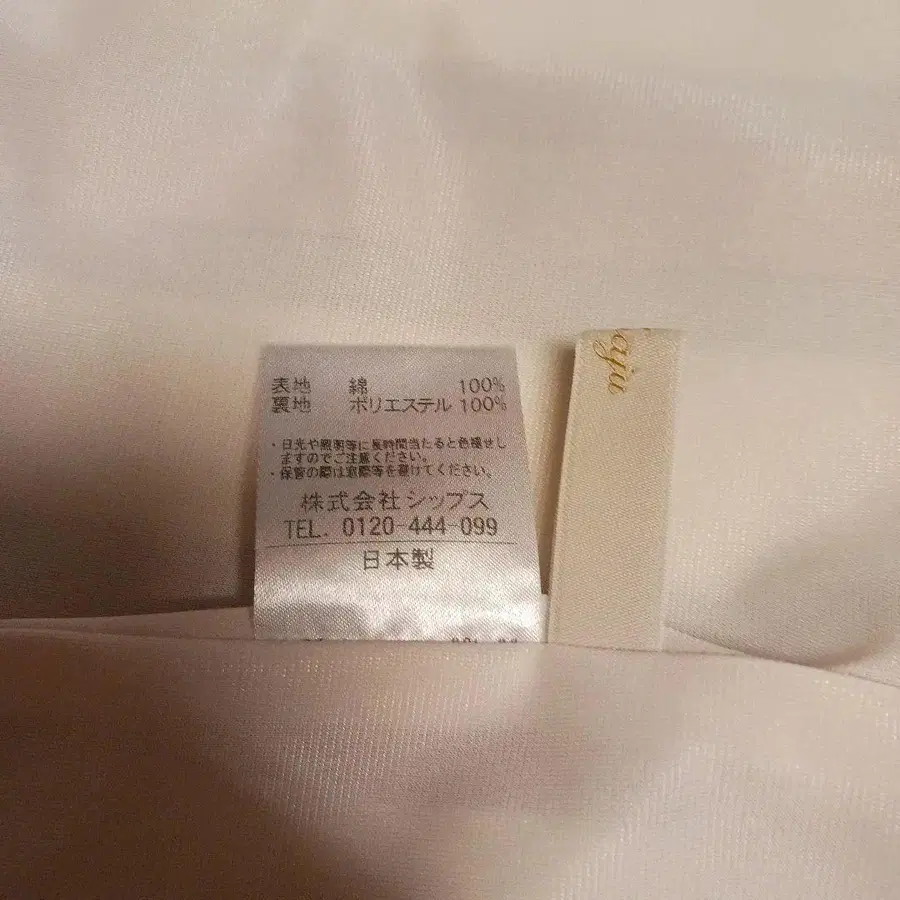 表地 綿 100%
裏地 ポリエステル 100%
・日光や照明等に長時間当たると色褪せし
ますのでご注意ください。
・保管の際は窓際等を避けてください。
株式会社シップス
TEL. 0120-444-099
日本製